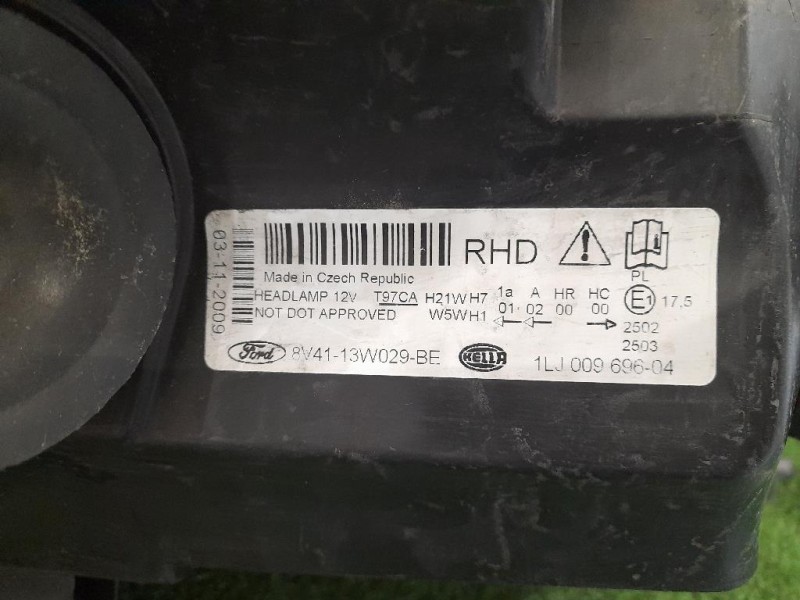 03-11-2009
RHD
Made in Czech Republic
PL
HEADLAMP 12V T97CA H21W H7 1a A HR HC E1 17,5
01 02 00 00
NOT DOT APPROVED W5W H1
2502
2503
Ford 8V41-13W029-BE HELLA 1LJ 009 696-04